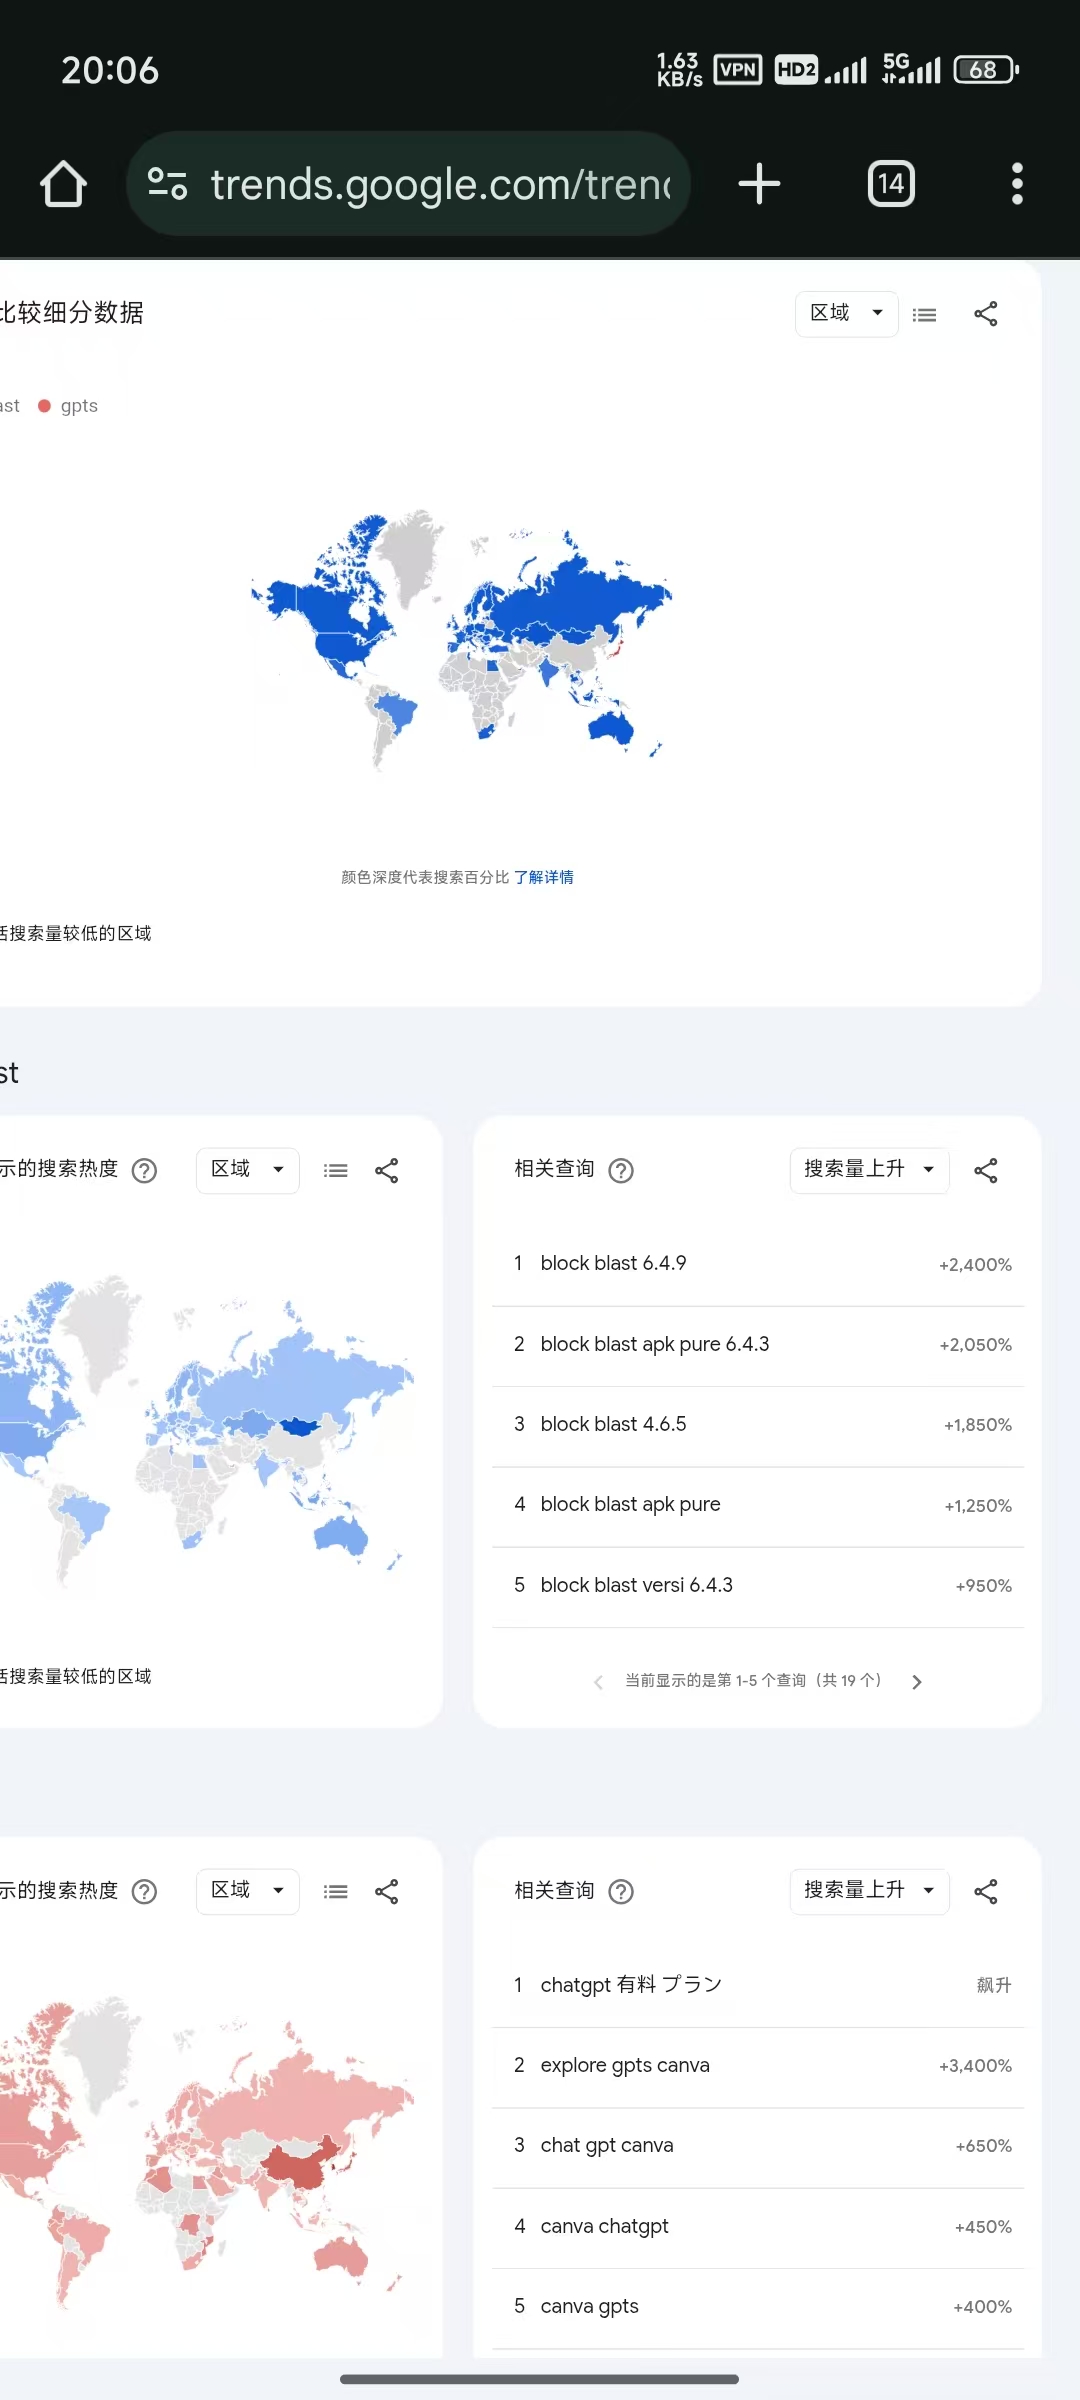 20:06
1.63 KB/s VPN HD2 5G 68
trends.google.com/trend
14
比较细分数据
区域
ast
gpts
颜色深度代表搜索百分比 了解详情
括搜索量较低的区域
st
示的搜索热度
区域
括搜索量较低的区域
相关查询
搜索量上升
1 block blast 6.4.9 +2,400%
2 block blast apk pure 6.4.3 +2,050%
3 block blast 4.6.5 +1,850%
4 block blast apk pure +1,250%
5 block blast versi 6.4.3 +950%
当前显示的是第 1-5 个查询（共 19 个）
示的搜索热度
区域
相关查询
搜索量上升
1 chatgpt 有料 プラン 飙升
2 explore gpts canva +3,400%
3 chat gpt canva +650%
4 canva chatgpt +450%
5 canva gpts +400%